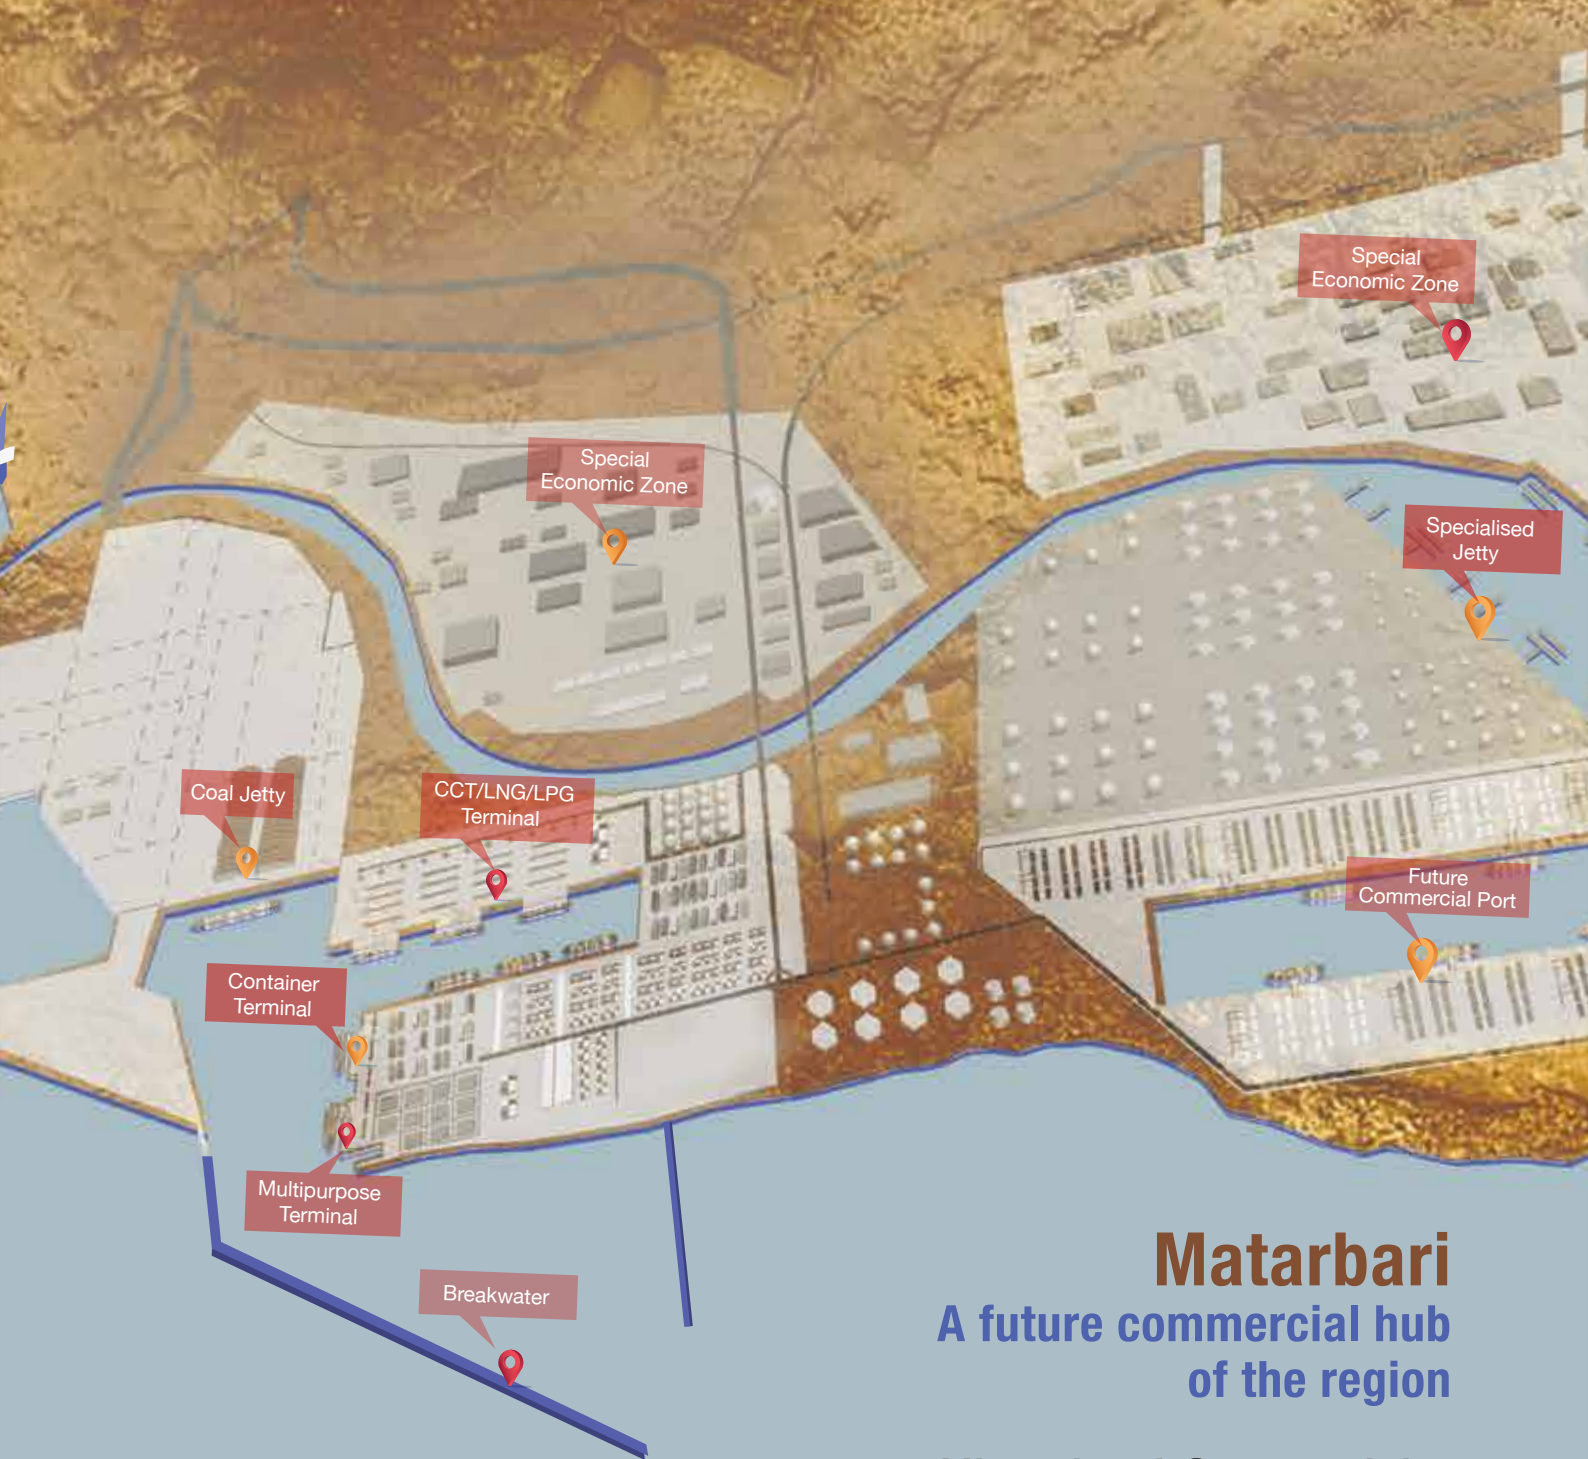 Special
Economic Zone
Special
Economic Zone
Specialised
Jetty
Coal Jetty
CCT/LNG/LPG
Terminal
Future
Commercial Port
Container
Terminal
Multipurpose
Terminal
Breakwater
Matarbari
A future commercial hub
of the region